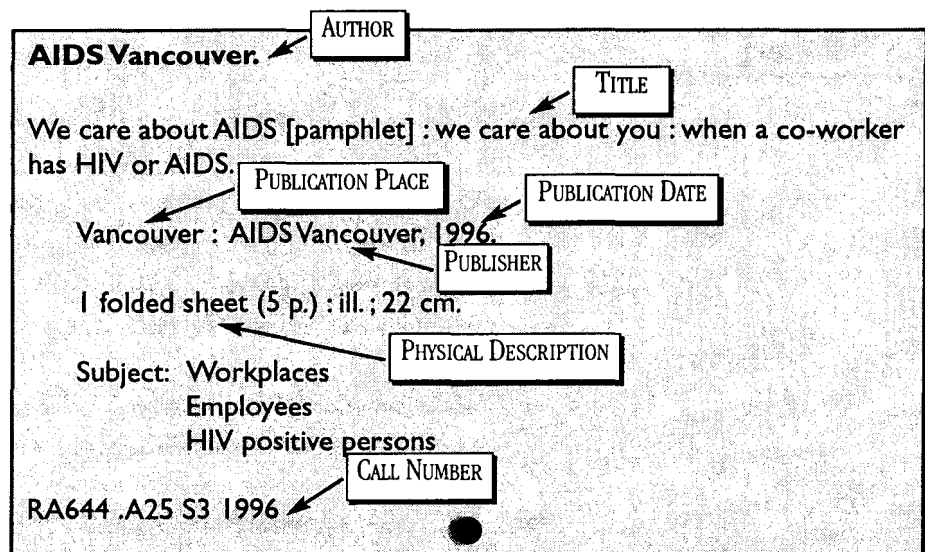 AUTHOR
AIDS Vancouver.
TITLE
We care about AIDS [pamphlet] : we care about you : when a co-worker
has HIV or AIDS.
PUBLICATION PLACE
PUBLICATION DATE
Vancouver : AIDS Vancouver, 1996.
PUBLISHER
1 folded sheet (5 p.) : ill. ; 22 cm.
PHYSICAL DESCRIPTION
Subject: Workplaces
Employees
HIV positive persons
CALL NUMBER
RA644 .A25 S3 1996